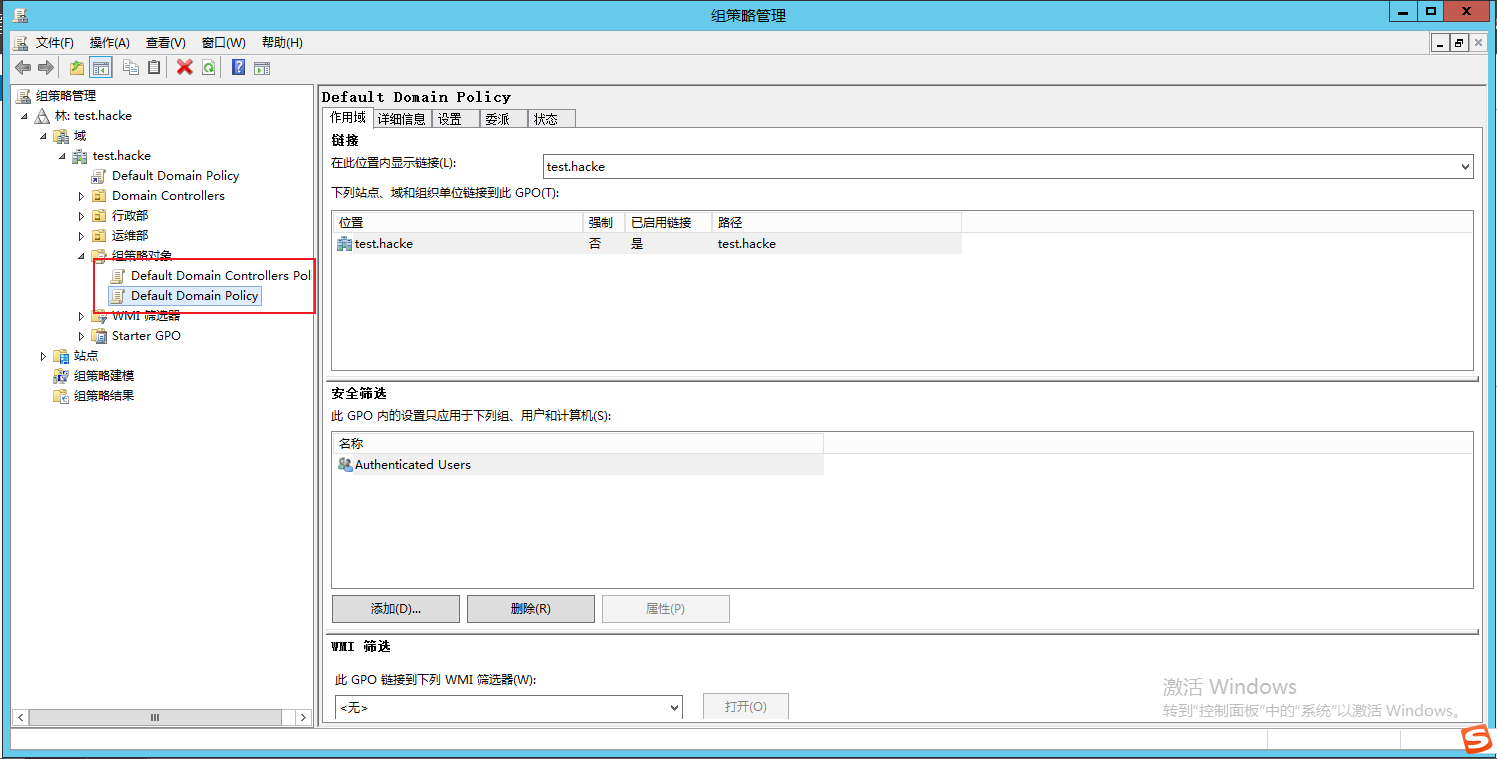 组策略管理
文件(F) 操作(A) 查看(V) 窗口(W) 帮助(H)
组策略管理
林: test.hacke
域
test.hacke
Default Domain Policy
Domain Controllers
行政部
运维部
组策略对象
Default Domain Controllers Pol
Default Domain Policy
WMI 筛选器
Starter GPO
站点
组策略建模
组策略结果
Default Domain Policy
作用域 详细信息 设置 委派 状态
链接
在此位置内显示链接(L): test.hacke
下列站点、域和组织单位链接到此 GPO(T):
位置 强制 已启用链接 路径
test.hacke 否 是 test.hacke
安全筛选
此 GPO 内的设置只应用于下列组、用户和计算机(S):
名称
Authenticated Users
添加(D)... 删除(R) 属性(P)
WMI 筛选
此 GPO 链接到下列 WMI 筛选器(W):
<无> 打开(O)
激活 Windows
转到"控制面板"中的"系统"以激活 Windows。